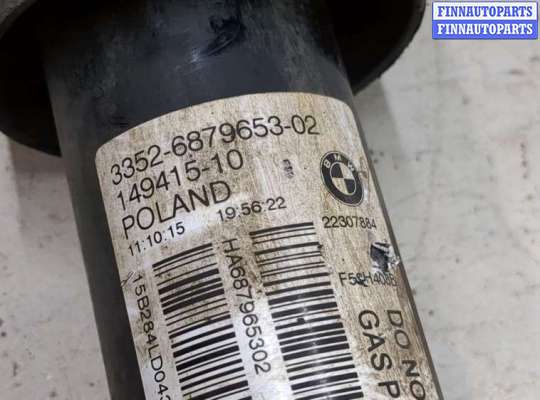 FINNAUTOPARTS
FINNAUTOPARTS
3352-6879653-02
149415-10
POLAND
11:10.15 19:56:22
BMW
22307884
HA687965302
DO NO
GAS P